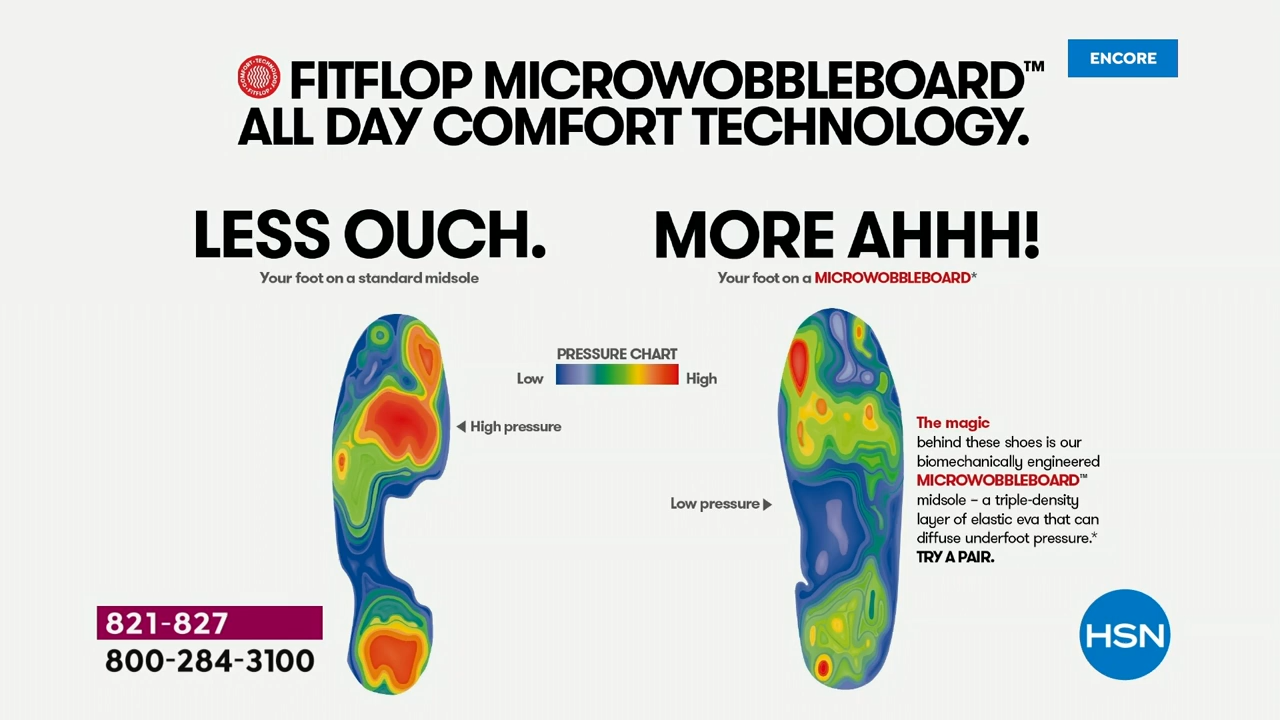 ENCORE
FITFLOP MICROWOBBLEBOARD™
ALL DAY COMFORT TECHNOLOGY.
LESS OUCH.
Your foot on a standard midsole
MORE AHHH!
Your foot on a MICROWOBBLEBOARD*
PRESSURE CHART
Low
High
High pressure
Low pressure
The magic
behind these shoes is our
biomechanically engineered
MICROWOBBLEBOARD™
midsole – a triple-density
layer of elastic eva that can
diffuse underfoot pressure.*
TRY A PAIR.
821-827
800-284-3100
HSN